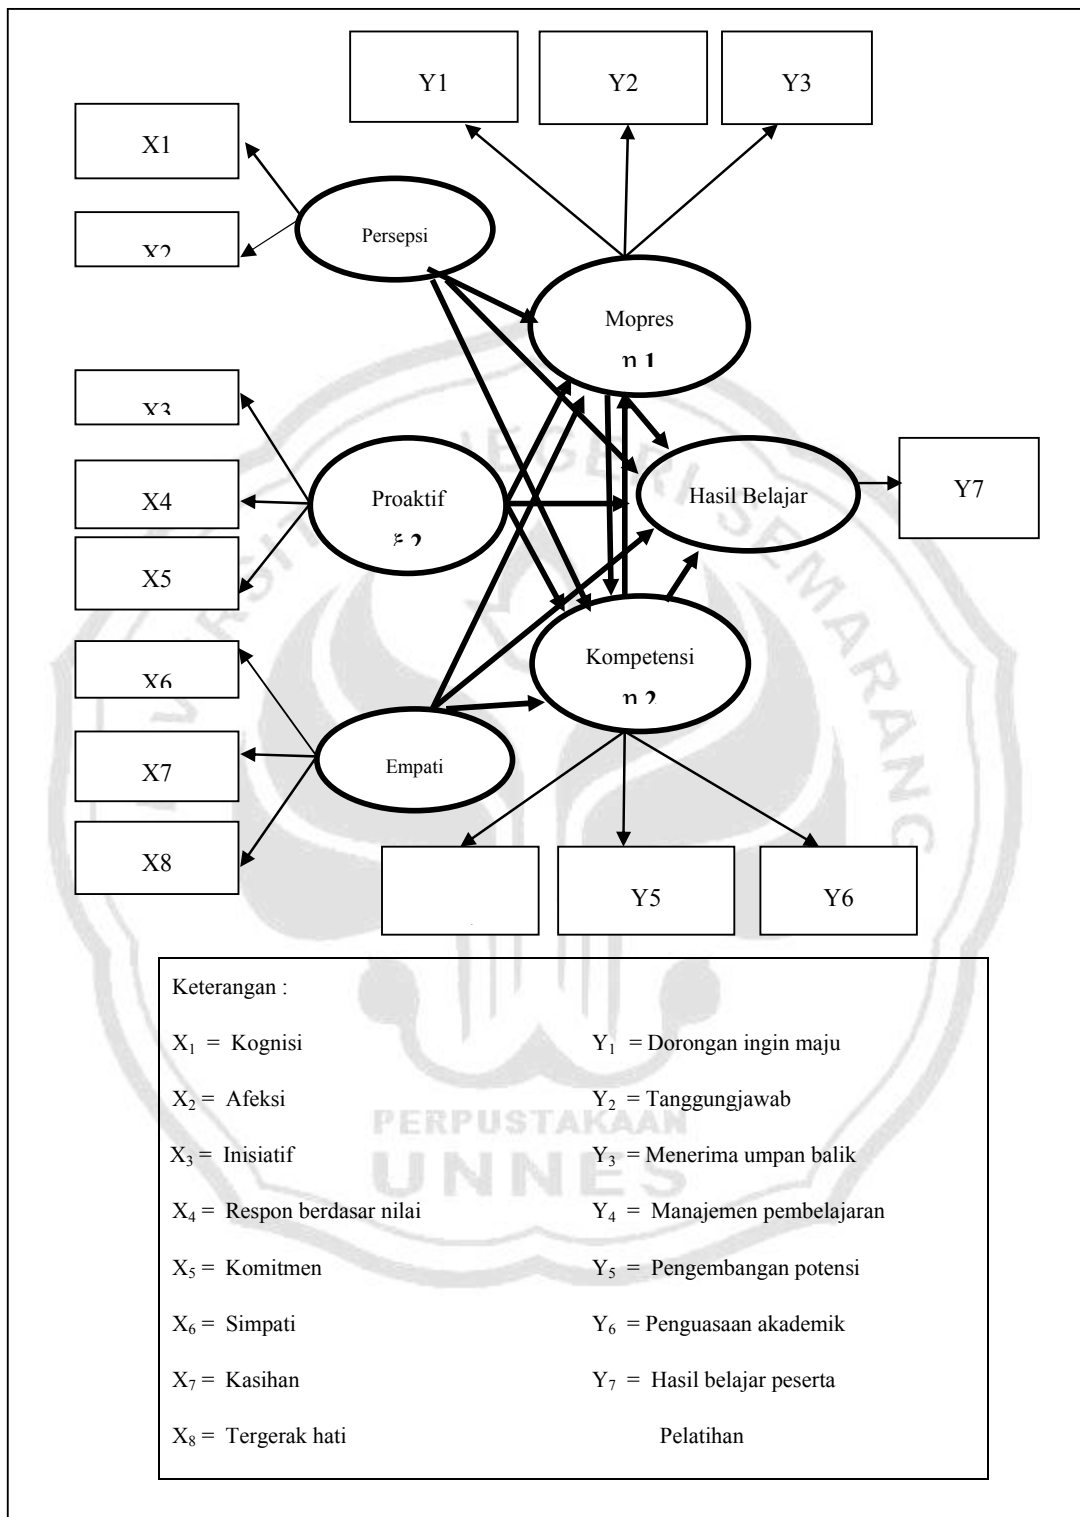 Y1
Y2
Y3
X1
X2
Persepsi
Mopres
η 1
X3
X4
X5
Proaktif
ξ 2
Hasil Belajar
Y7
X6
X7
X8
Empati
Kompetensi
η 2
Y5
Y6
Keterangan :
X1 = Kognisi
Y1 = Dorongan ingin maju
X2 = Afeksi
Y2 = Tanggungjawab
X3 = Inisiatif
Y3 = Menerima umpan balik
X4 = Respon berdasar nilai
Y4 = Manajemen pembelajaran
X5 = Komitmen
Y5 = Pengembangan potensi
X6 = Simpati
Y6 = Penguasaan akademik
X7 = Kasihan
Y7 = Hasil belajar peserta
X8 = Tergerak hati
Pelatihan
NEGERI SEMARANG
PERPUSTAKAAN
UNNES